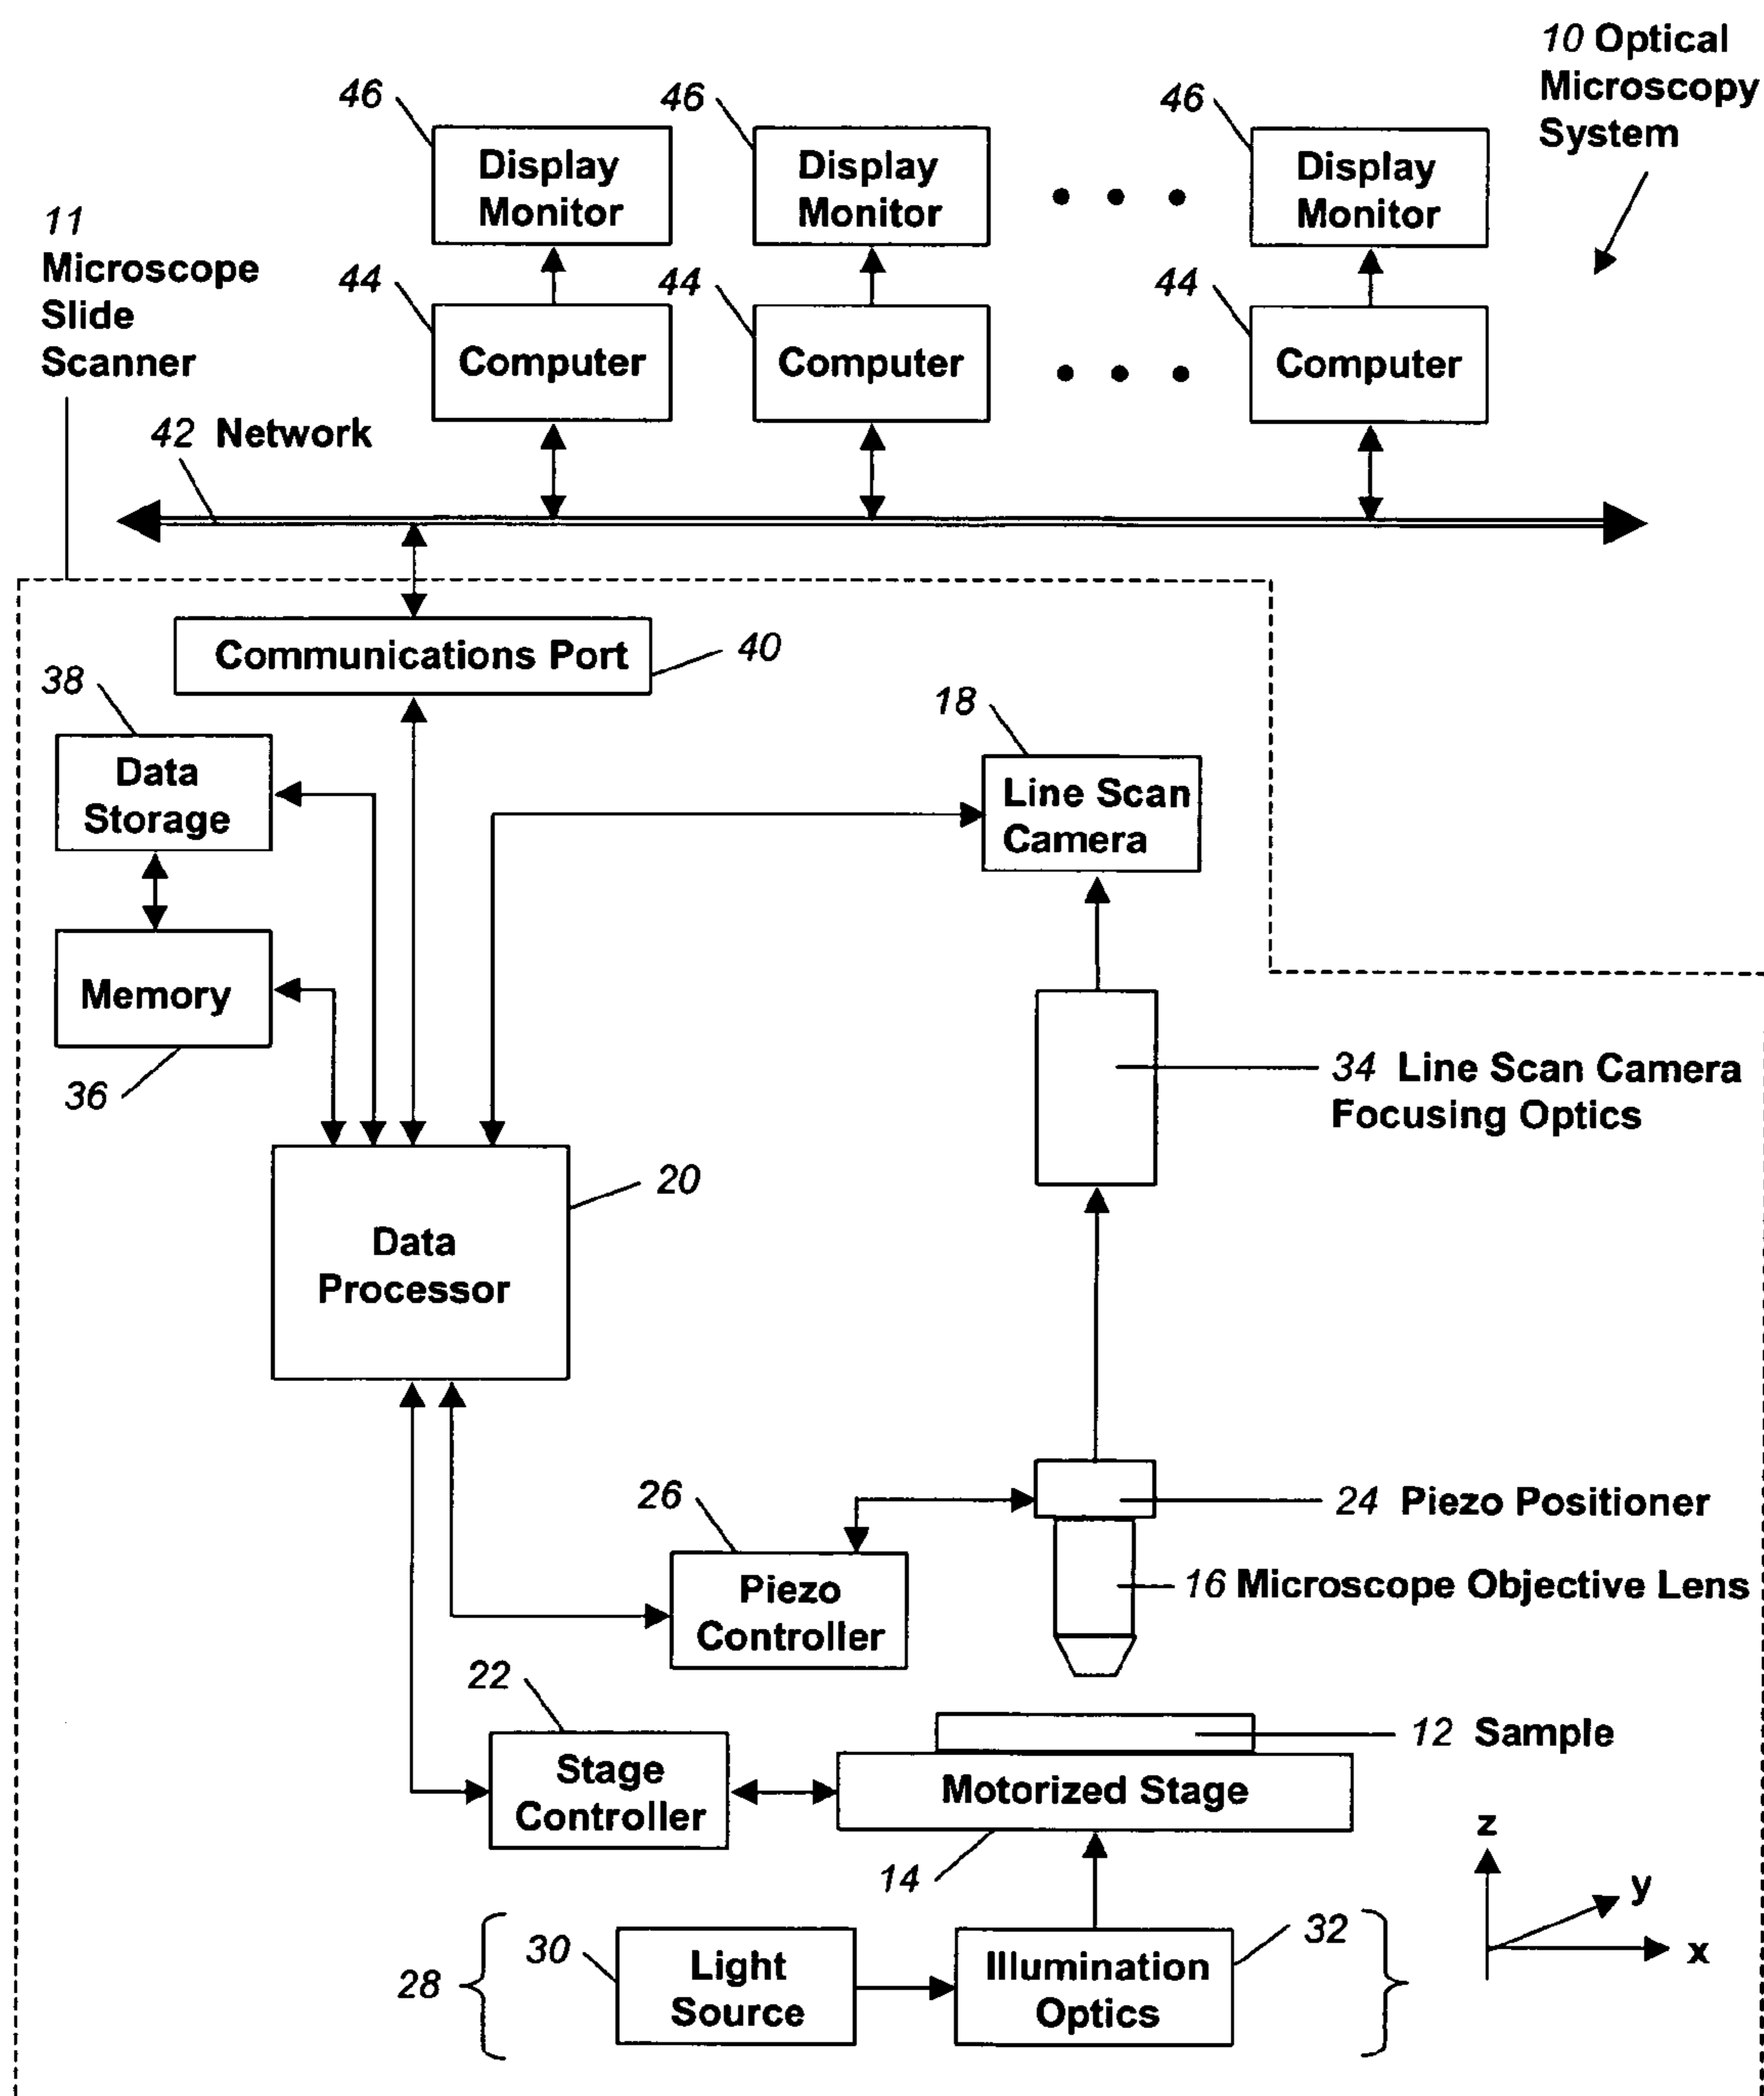 10 Optical
Microscopy
System
46
46
46
Display
Monitor
Display
Monitor
Display
Monitor
11
Microscope
Slide
Scanner
44
44
44
Computer
Computer
Computer
42 Network
Communications Port
40
38
18
Data
Storage
Line Scan
Camera
Memory
36
34 Line Scan Camera
Focusing Optics
20
Data
Processor
26
24 Piezo Positioner
Piezo
Controller
16 Microscope Objective Lens
22
12 Sample
Stage
Controller
Motorized Stage
14
z
y
x
28
30
Light
Source
Illumination
Optics
32